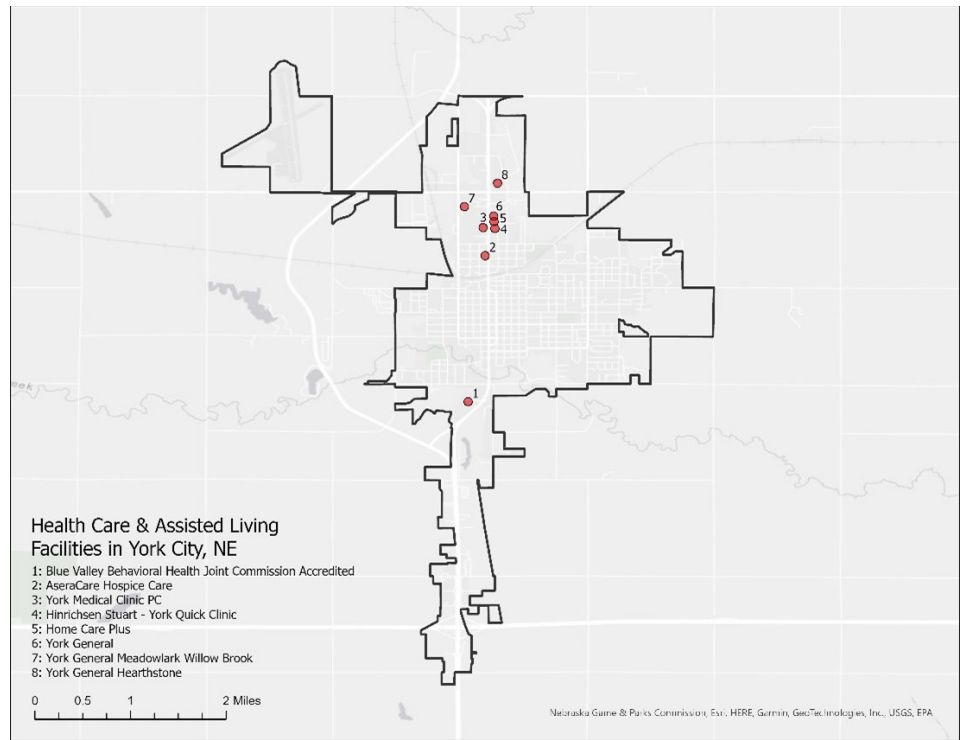 8
7
6
3 5
4
2
1
Health Care & Assisted Living
Facilities in York City, NE
1: Blue Valley Behavioral Health Joint Commission Accredited
2: AseraCare Hospice Care
3: York Medical Clinic PC
4: Hinrichsen Stuart - York Quick Clinic
5: Home Care Plus
6: York General
7: York General Meadowlark Willow Brook
8: York General Hearthstone
0 0.5 1 2 Miles
Nebraska Game & Parks Commission, Esri, HERE, Garmin, GeoTechnologies, Inc., USGS, EPA